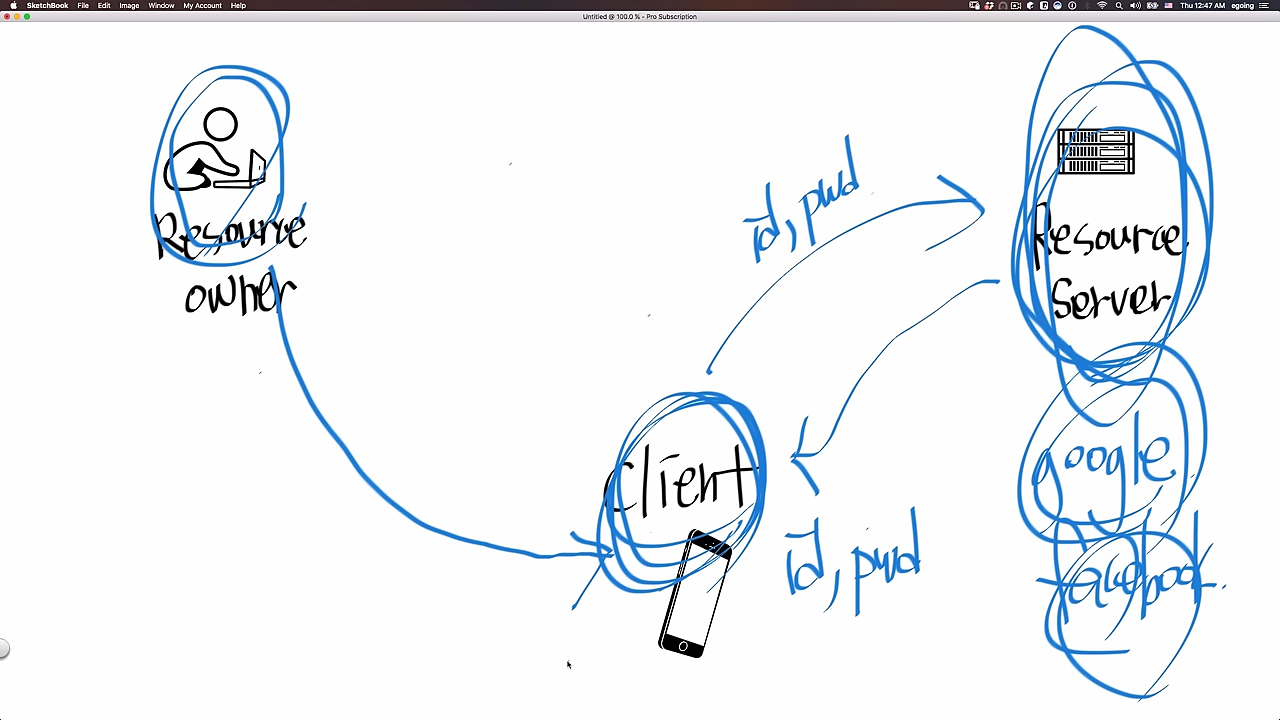 SketchBook File Edit Image Window My Account Help
Thu 12:47 AM egoing
Untitled @ 100.0 % - Pro Subscription
Resource
owner
id, pwd
Resource
Server
Client
google
id, pwd
facebook.